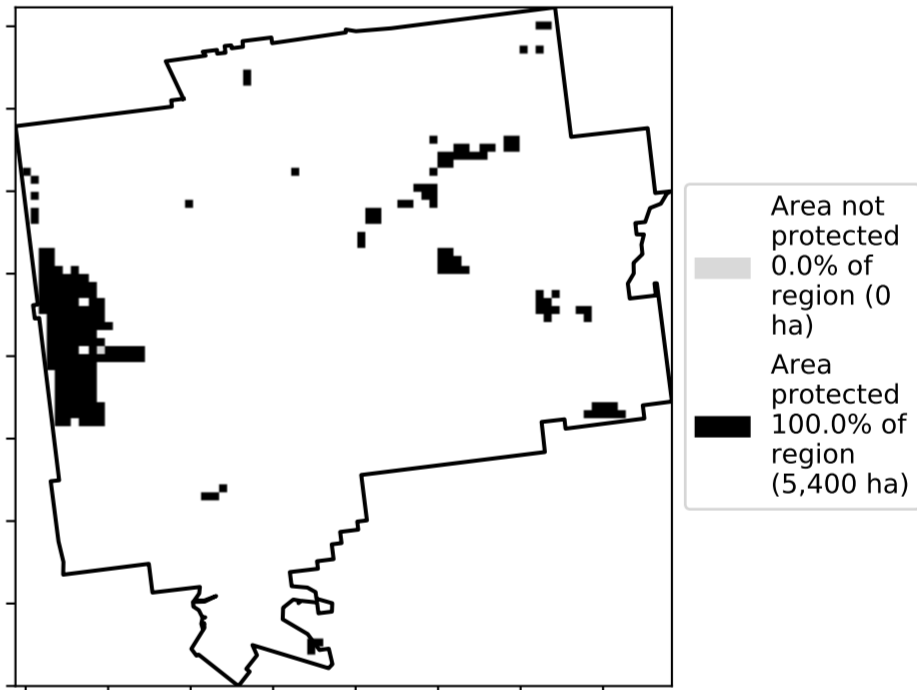 Area not
protected
0.0% of
region (0
ha)
Area
protected
100.0% of
region
(5,400 ha)